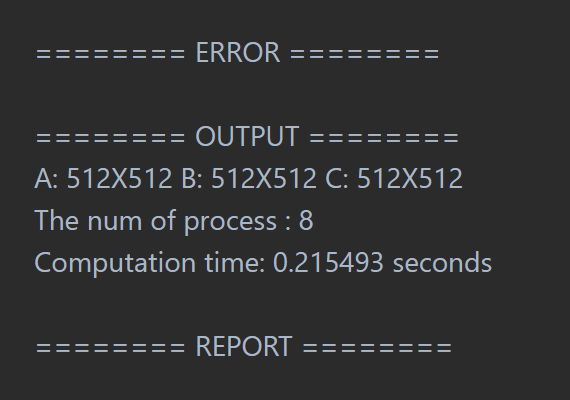 ======== ERROR ========
======== OUTPUT ========
A: 512X512 B: 512X512 C: 512X512
The num of process : 8
Computation time: 0.215493 seconds
======== REPORT ========